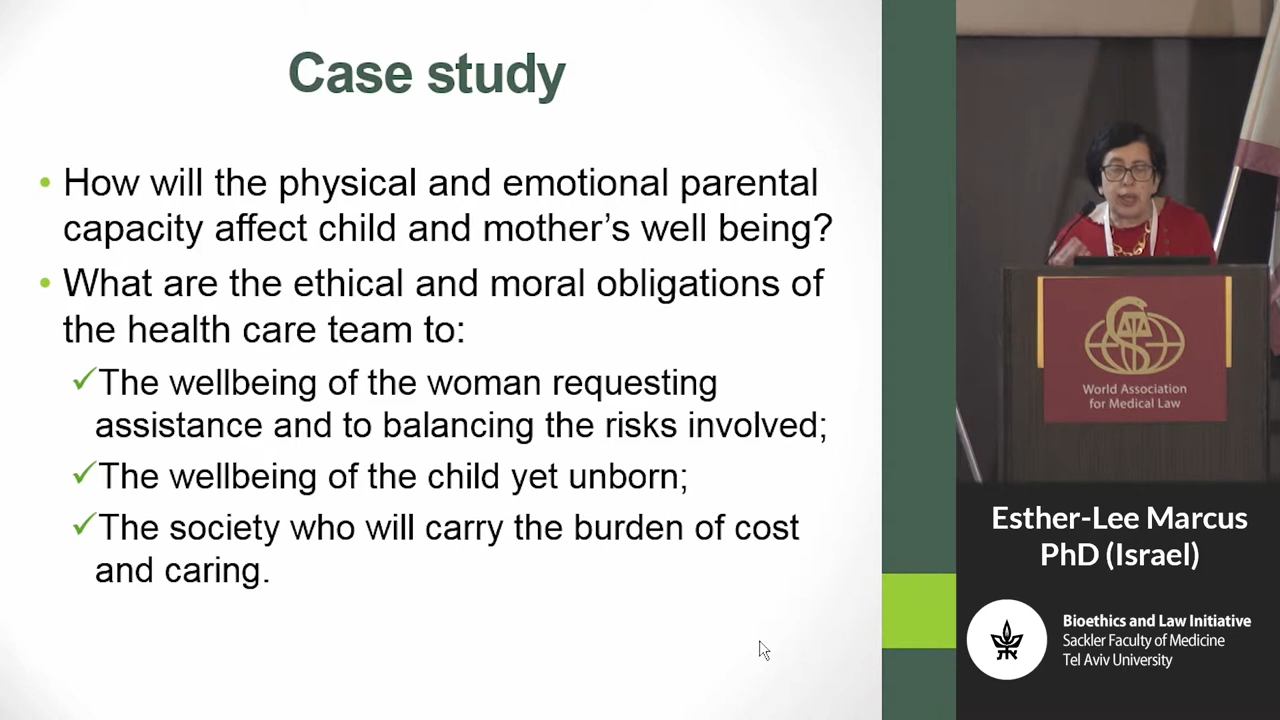 Case study
• How will the physical and emotional parental
capacity affect child and mother’s well being?
• What are the ethical and moral obligations of
the health care team to:
✓The wellbeing of the woman requesting
assistance and to balancing the risks involved;
✓The wellbeing of the child yet unborn;
✓The society who will carry the burden of cost
and caring.
World Association
for Medical Law
Esther-Lee Marcus
PhD (Israel)
Bioethics and Law Initiative
Sackler Faculty of Medicine
Tel Aviv University